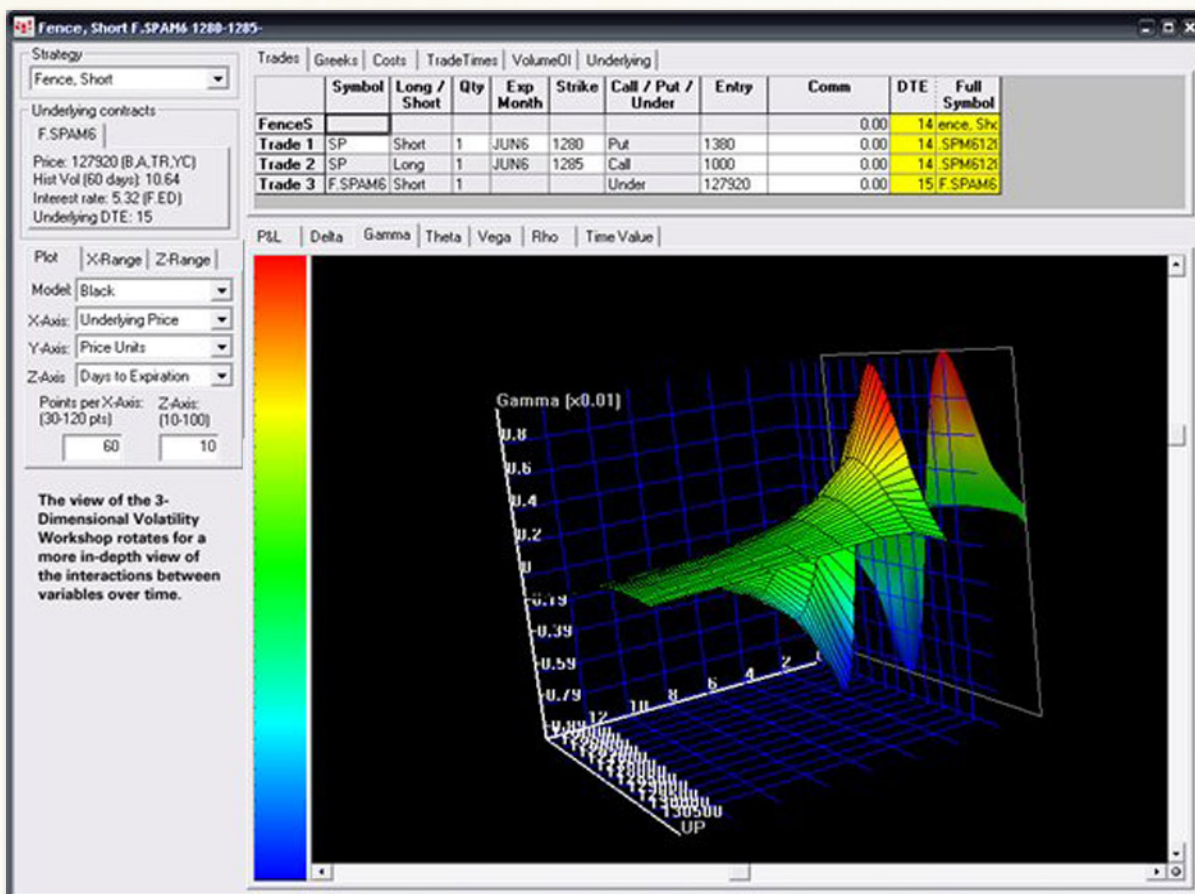 Fence, Short F.SPAM6 1280-1285-
Strategy
Fence, Short
Underlying contracts
F.SPAM6
Price: 127920 (B,A,TR,YC)
Hist Vol (60 days): 10.64
Interest rate: 5.32 (F.ED)
Underlying DTE: 15
Plot X-Range Z-Range
Model: Black
X-Axis: Underlying Price
Y-Axis: Price Units
Z-Axis Days to Expiration
Points per X-Axis: Z-Axis:
(30-120 pts) (10-100)
60 10
The view of the 3-
Dimensional Volatility
Workshop rotates for a
more in-depth view of
the interactions between
variables over time.
Trades Greeks Costs TradeTimes VolumeOI Underlying
Symbol Long / Short Qty Exp Month Strike Call / Put / Under Entry Comm DTE Full Symbol
FenceS 0.00 14 ence, Sho
Trade 1 SP Short 1 JUN6 1280 Put 1380 0.00 14 .SPM6128
Trade 2 SP Long 1 JUN6 1285 Call 1000 0.00 14 .SPM6128
Trade 3 F.SPAM6 Short 1 Under 127920 0.00 15 F.SPAM6
P&L Delta Gamma Theta Vega Rho Time Value
Gamma (x0.01)
0.8
0.6
0.4
0.2
0
-0.19
-0.39
-0.59
-0.79
-0.89
12 10 8 6 4 2
130500
UP